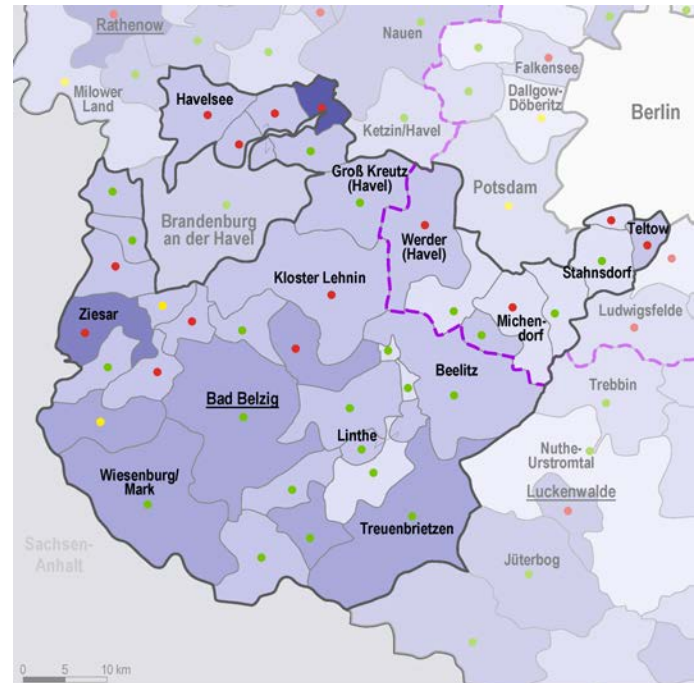 Rathenow
Nauen
Falkensee
Milower
Land
Havelsee
Dallgow-
Döberitz
Berlin
Ketzin/Havel
Groß Kreutz
(Havel)
Potsdam
Brandenburg
an der Havel
Werder
(Havel)
Teltow
Stahnsdorf
Kloster Lehnin
Ziesar
Michen-
dorf
Ludwigsfelde
Beelitz
Trebbin
Bad Belzig
Linthe
Nuthe-
Urstromtal
Wiesenburg/
Mark
Luckenwalde
Treuenbrietzen
Sachsen-
Anhalt
Jüterbog
0 5 10 km